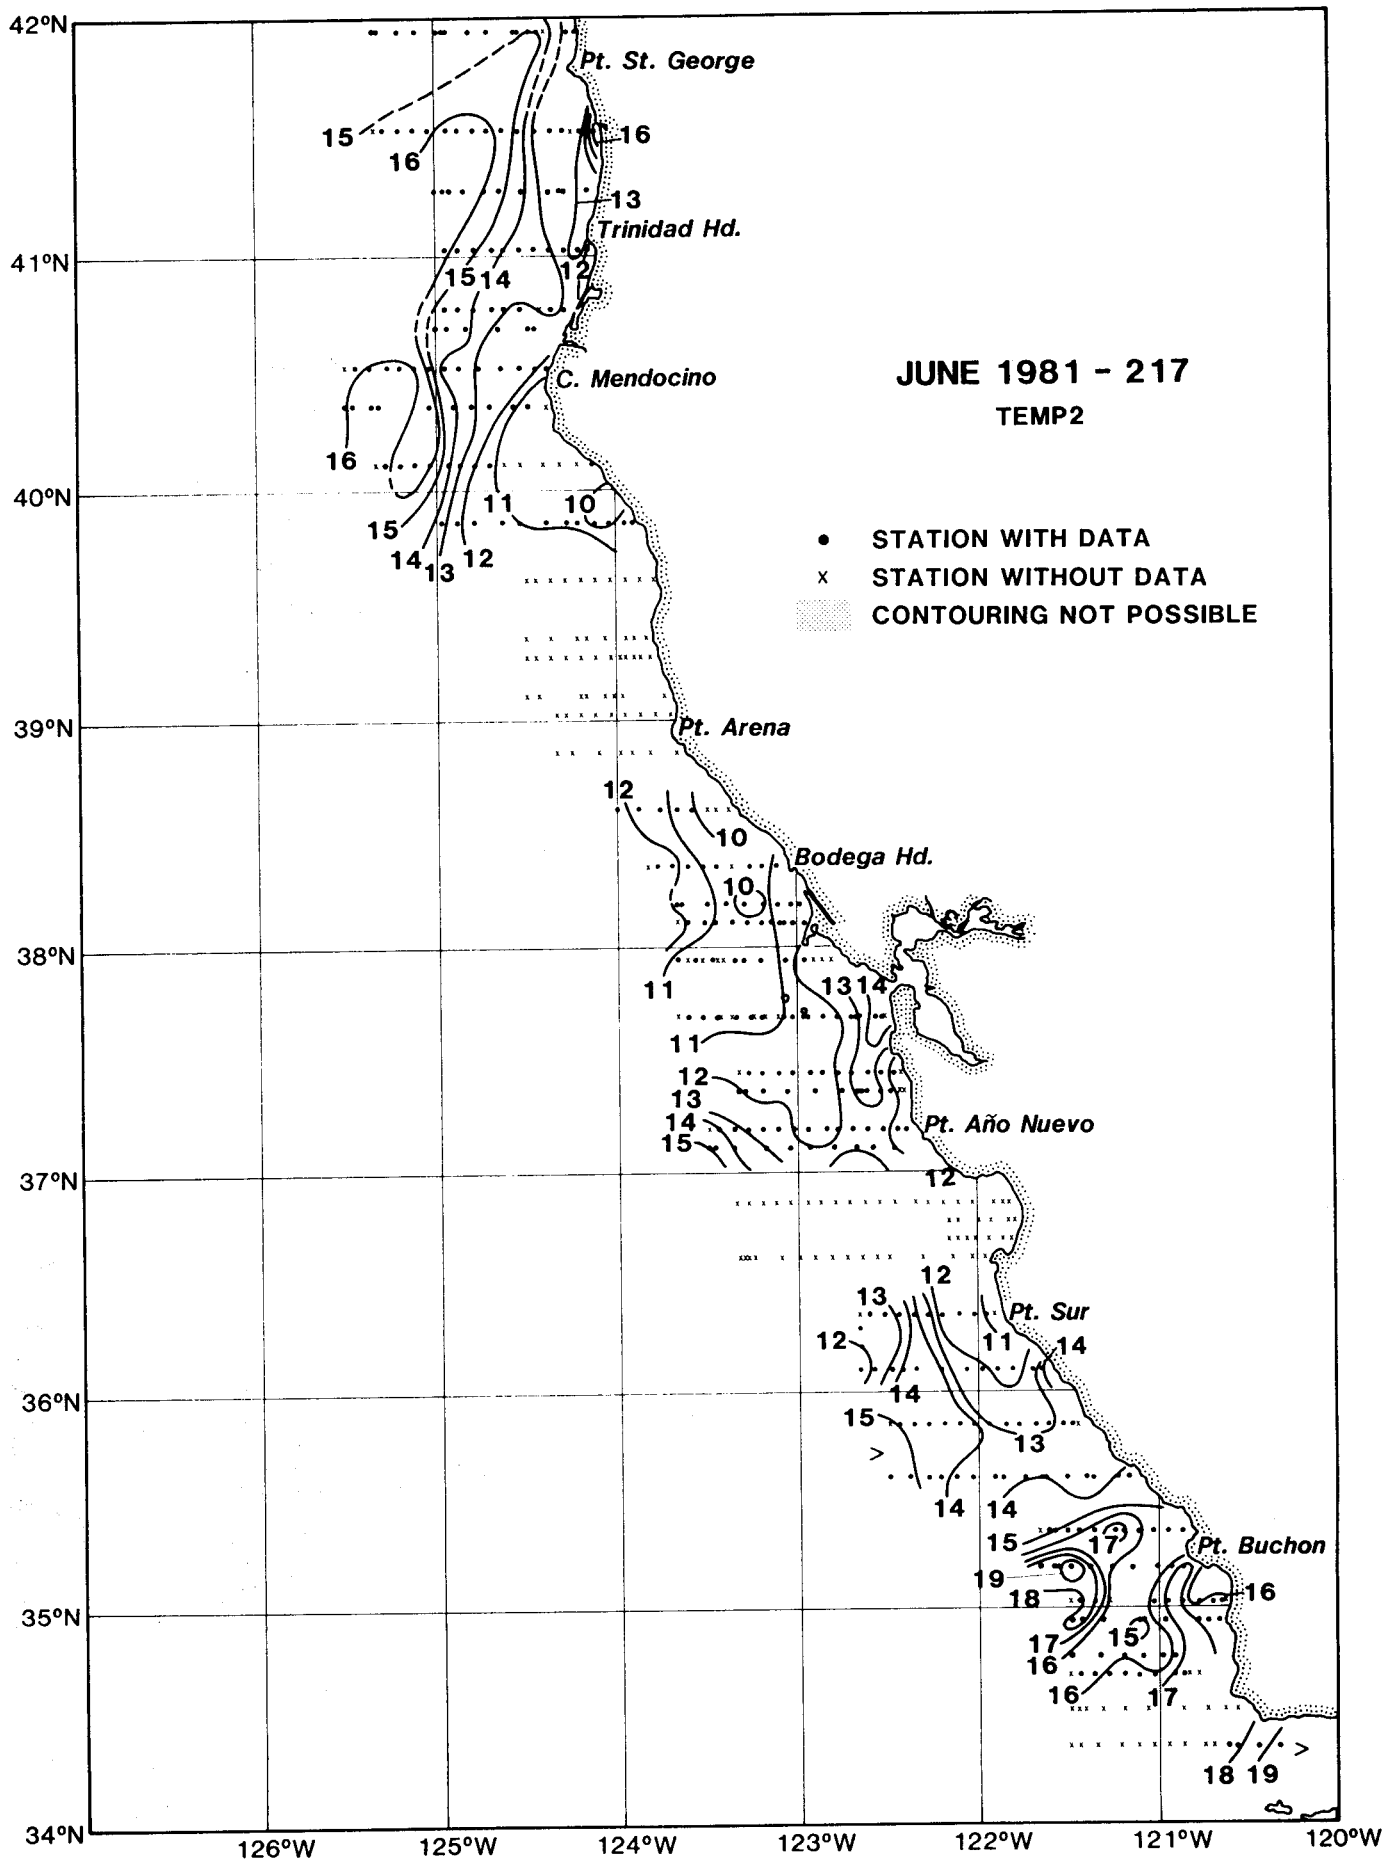 42°N
Pt. St. George
15
16
16
13
Trinidad Hd.
41°N
15
14
12
JUNE 1981 - 217
TEMP2
C. Mendocino
16
40°N
11
10
15
14
13
12
• STATION WITH DATA
x STATION WITHOUT DATA
CONTOURING NOT POSSIBLE
39°N
Pt. Arena
12
10
Bodega Hd.
10
38°N
11
13
14
11
12
13
14
15
Pt. Año Nuevo
37°N
12
12
13
Pt. Sur
12
11
14
14
36°N
15
13
>
14
14
15
17
Pt. Buchon
19
18
16
35°N
17
15
16
16
17
>
18
19
34°N
126°W
125°W
124°W
123°W
122°W
121°W
120°W